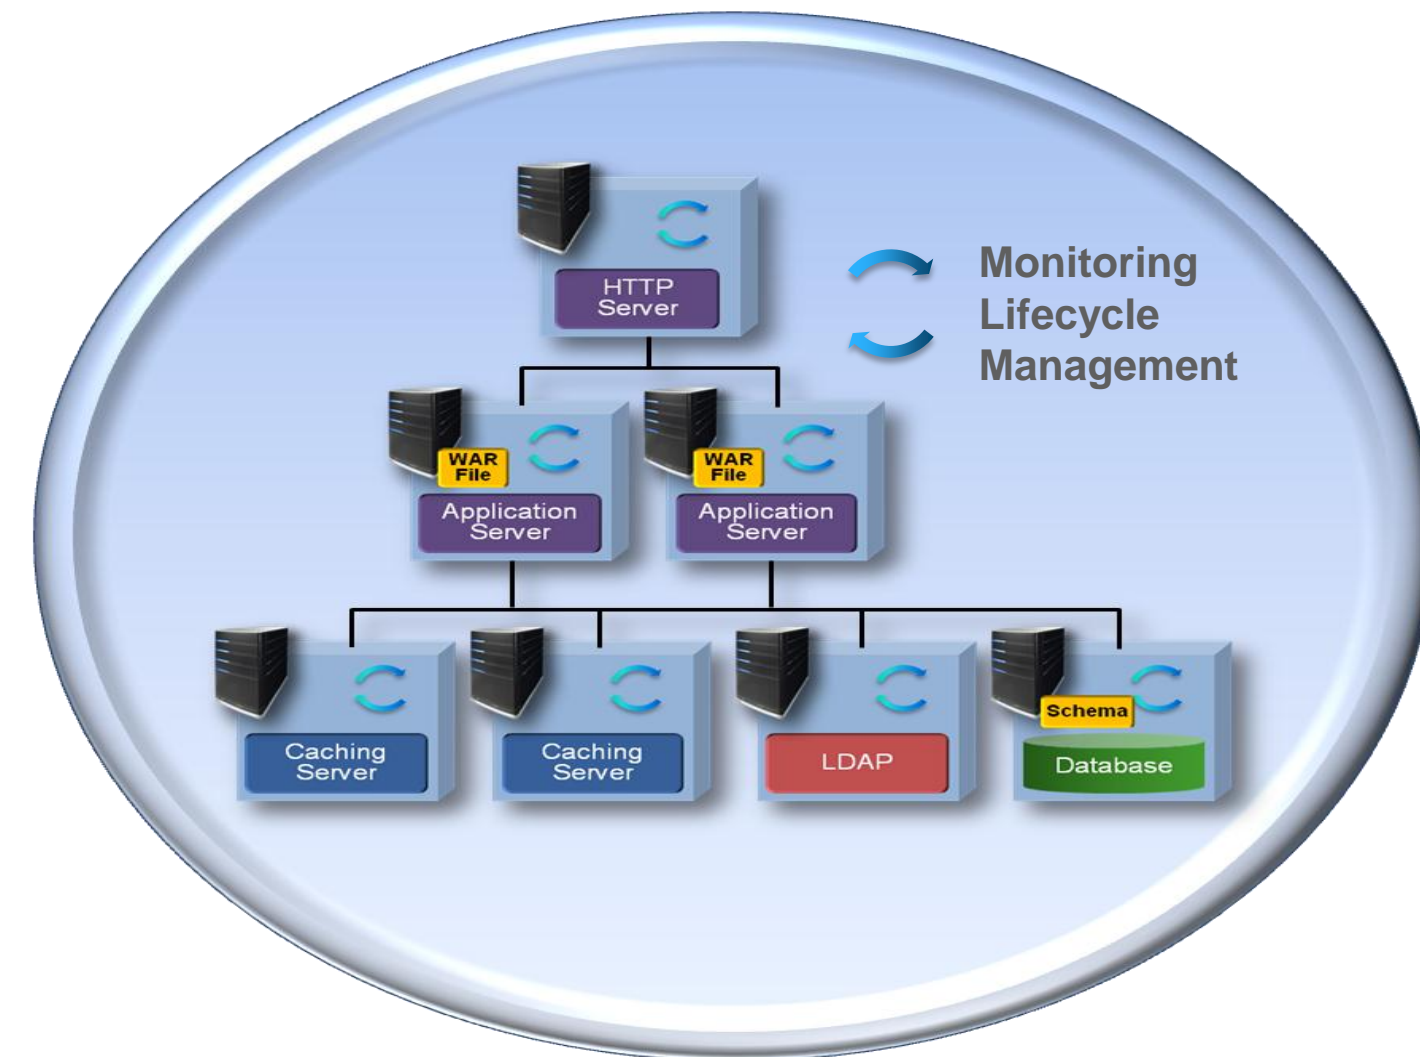 HTTP
Server
Monitoring
Lifecycle
Management
WAR
File
Application
Server
WAR
File
Application
Server
Caching
Server
Caching
Server
LDAP
Schema
Database